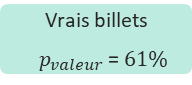 Vrais billets
p_valeur = 61%